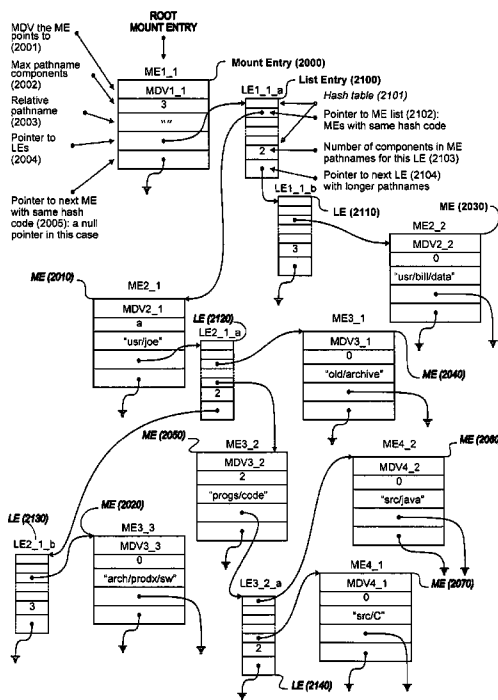 ROOT
MOUNT ENTRY
MDV the ME
points to
(2001)
Max pathname
components
(2002)
Relative
pathname
(2003)
Pointer to
LEs
(2004)
Pointer to next ME
with same hash
code (2005): a null
pointer in this case
ME1_1
MDV1_1
3
“”
Mount Entry (2000)
LE1_1_a
List Entry (2100)
2
Hash table (2101)
Pointer to ME list (2102):
MEs with same hash code
Number of components in ME
pathnames for this LE (2103)
Pointer to next LE (2104)
with longer pathnames
LE1_1_b
LE (2110)
3
ME (2030)
ME2_2
MDV2_2
0
"usr/bill/data"
ME (2010)
ME2_1
MDV2_1
a
"usr/joe"
LE (2120)
LE2_1_a
2
ME3_1
MDV3_1
0
"old/archive"
ME (2040)
ME (2050)
ME3_2
MDV3_2
2
"progs/code"
ME (2060)
ME4_2
MDV4_2
0
"src/java"
LE (2130)
LE2_1_b
3
ME (2020)
ME3_3
MDV3_3
0
"arch/prodx/sw"
LE3_2_a
2
LE (2140)
ME4_1
MDV4_1
0
"src/C"
ME (2070)